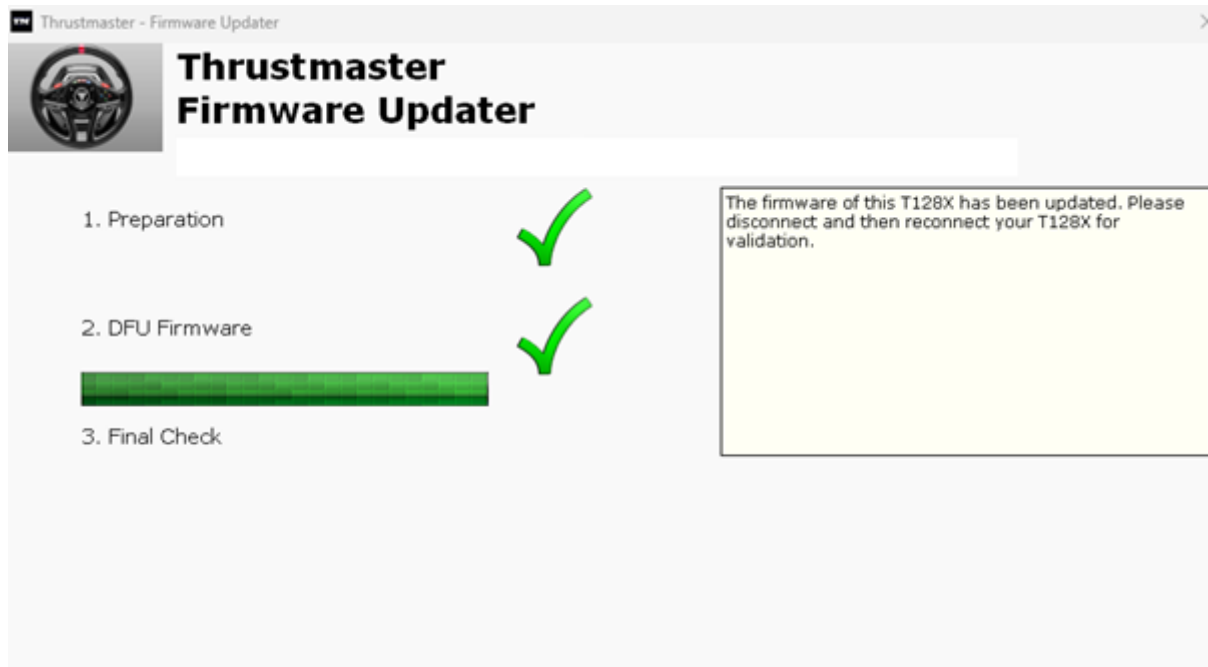 Thrustmaster - Firmware Updater
Thrustmaster
Firmware Updater
1. Preparation
The firmware of this T128X has been updated. Please
disconnect and then reconnect your T128X for
validation.
2. DFU Firmware
3. Final Check